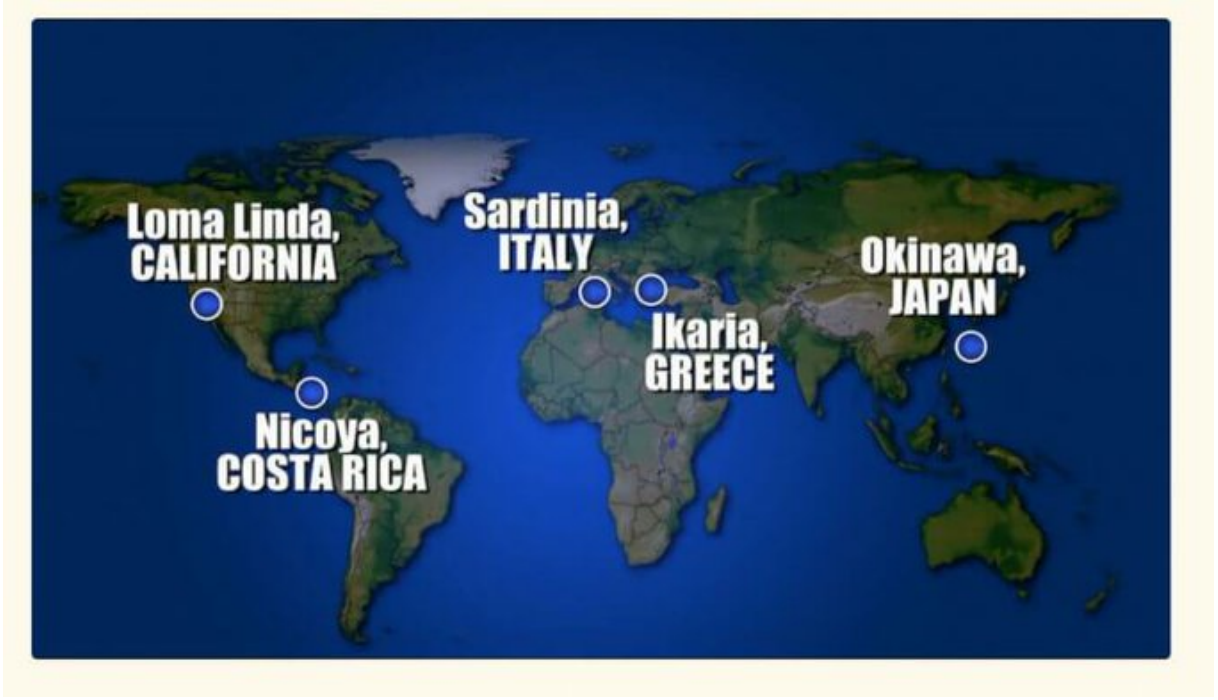 Loma Linda,
CALIFORNIA
Sardinia,
ITALY
Okinawa,
JAPAN
Ikaria,
GREECE
Nicoya,
COSTA RICA